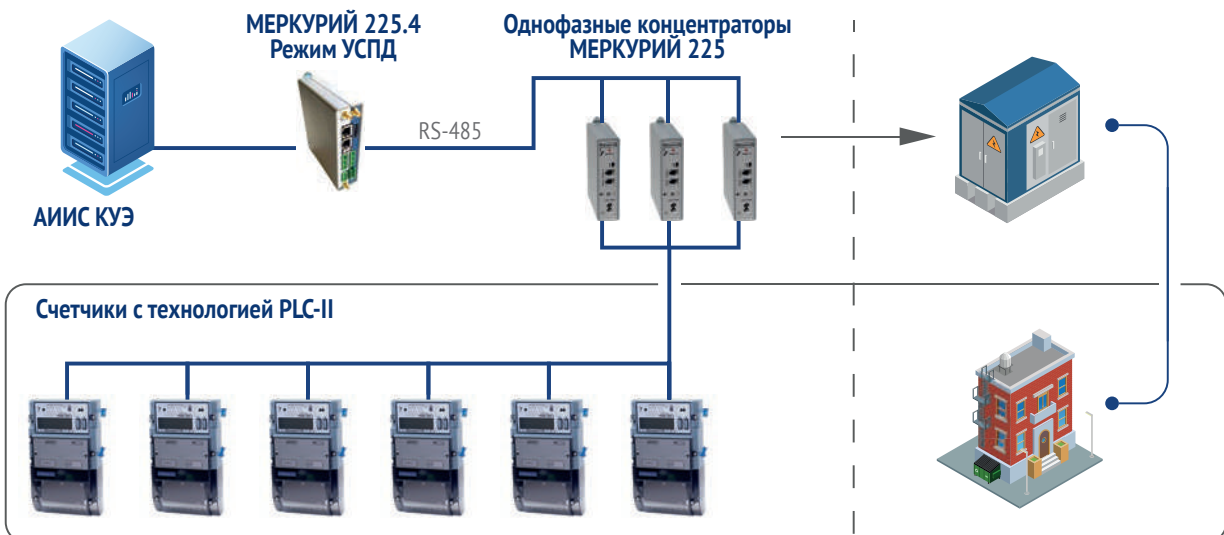 МЕРКУРИЙ 225.4
Режим УСПД
Однофазные концентраторы
МЕРКУРИЙ 225
RS-485
АИИС КУЭ
Счетчики с технологией PLC-II